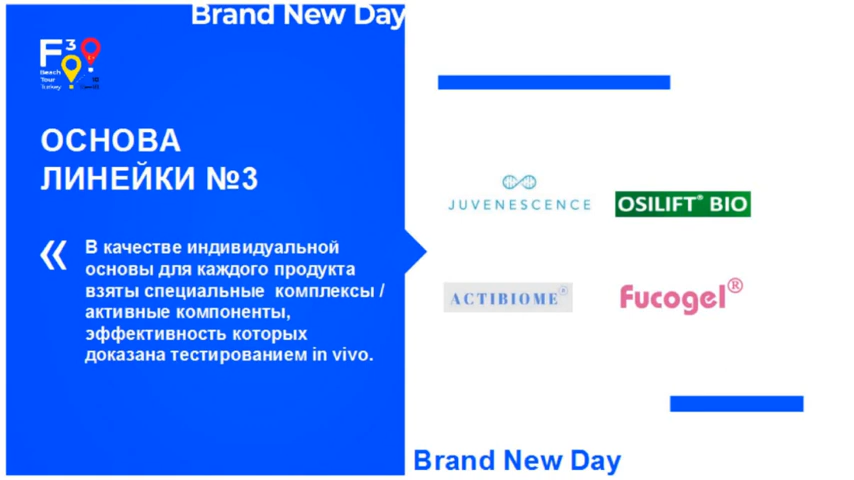 Brand New Day
F3
Beach
Tour
Turkey
ОСНОВА
ЛИНЕЙКИ №3
« В качестве индивидуальной
основы для каждого продукта
взяты специальные комплексы /
активные компоненты,
эффективность которых
доказана тестированием in vivo.
JUVENESCENCE
OSILIFT® BIO
ACTIBIOME®
Fucogel®
Brand New Day